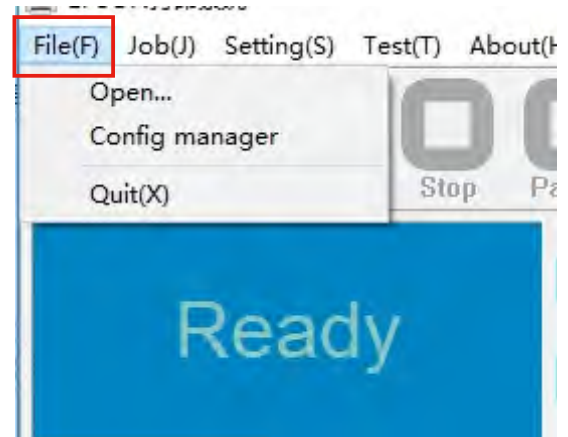 File(F) Job(J) Setting(S) Test(T)
Open...
Config manager
Quit(X)
Stop
Ready